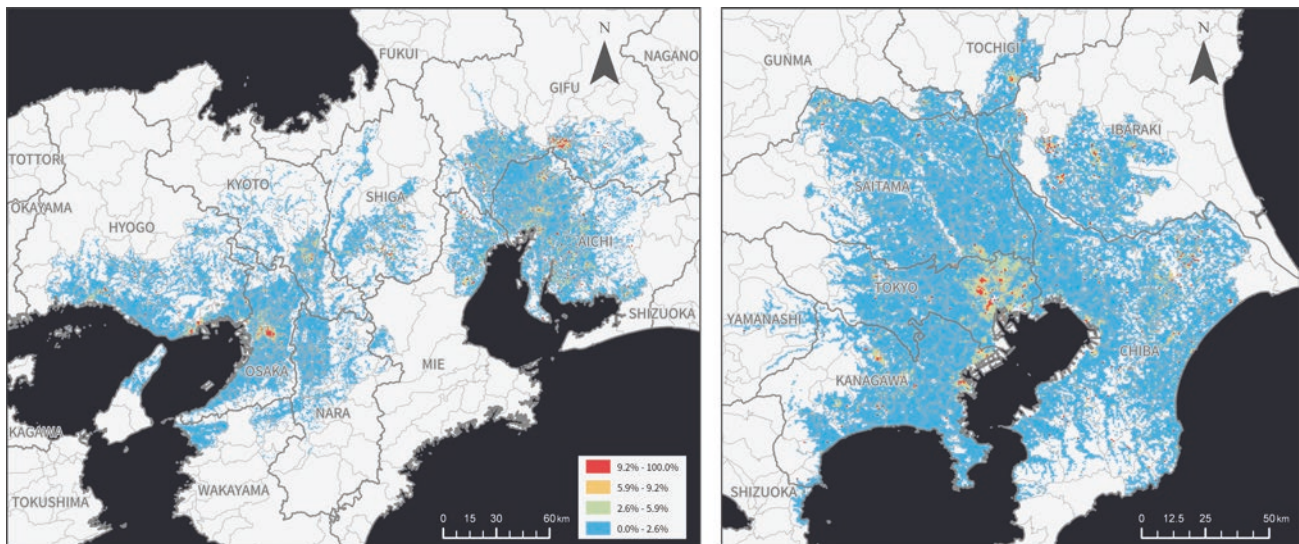 N
FUKUI
NAGANO
GIFU
TOTTORI
KYOTO
SHIGA
OKAYAMA
HYOGO
AICHI
SHIZUOKA
MIE
OSAKA
NARA
KAGAWA
WAKAYAMA
TOKUSHIMA
9.2% - 100.0%
5.9% - 9.2%
2.6% - 5.9%
0.0% - 2.6%
0 15 30 60 km
N
TOCHIGI
GUNMA
IBARAKI
SAITAMA
TOKYO
YAMANASHI
CHIBA
KANAGAWA
SHIZUOKA
0 12.5 25 50 km